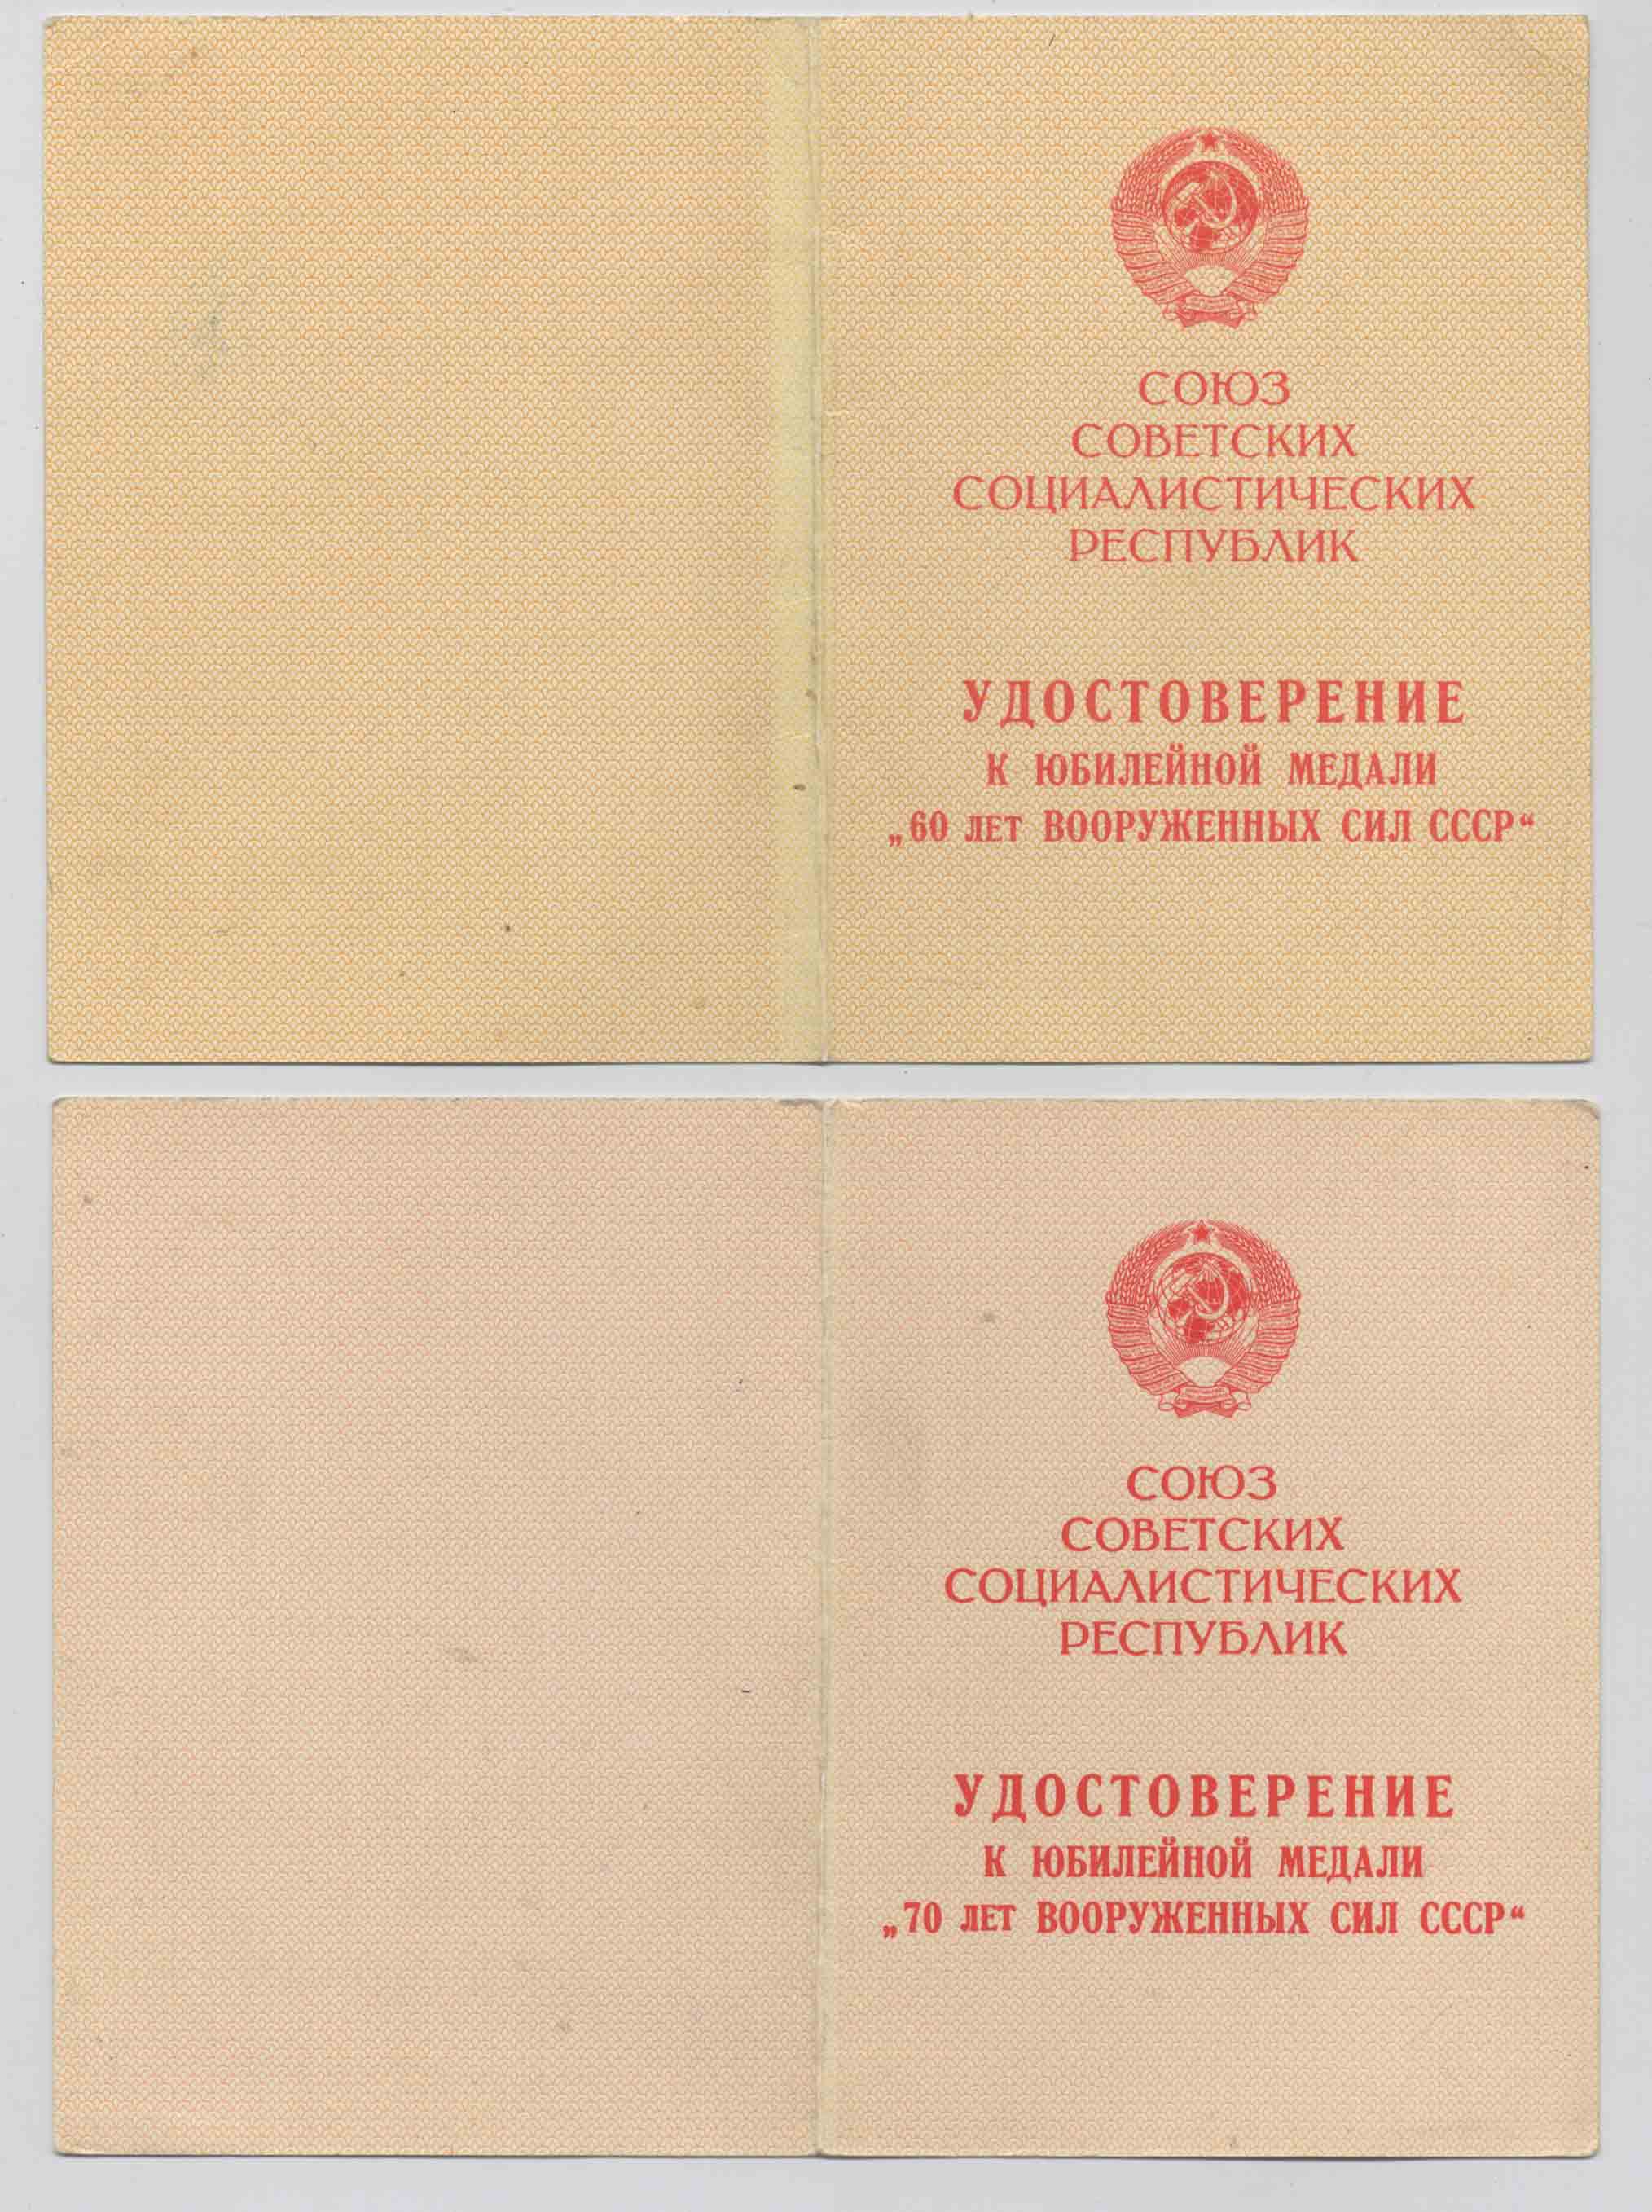 СОЮЗ
СОВЕТСКИХ
СОЦИАЛИСТИЧЕСКИХ
РЕСПУБЛИК
УДОСТОВЕРЕНИЕ
К ЮБИЛЕЙНОЙ МЕДАЛИ
„60 ЛЕТ ВООРУЖЕННЫХ СИЛ СССР“
СОЮЗ
СОВЕТСКИХ
СОЦИАЛИСТИЧЕСКИХ
РЕСПУБЛИК
УДОСТОВЕРЕНИЕ
К ЮБИЛЕЙНОЙ МЕДАЛИ
„70 ЛЕТ ВООРУЖЕННЫХ СИЛ СССР“